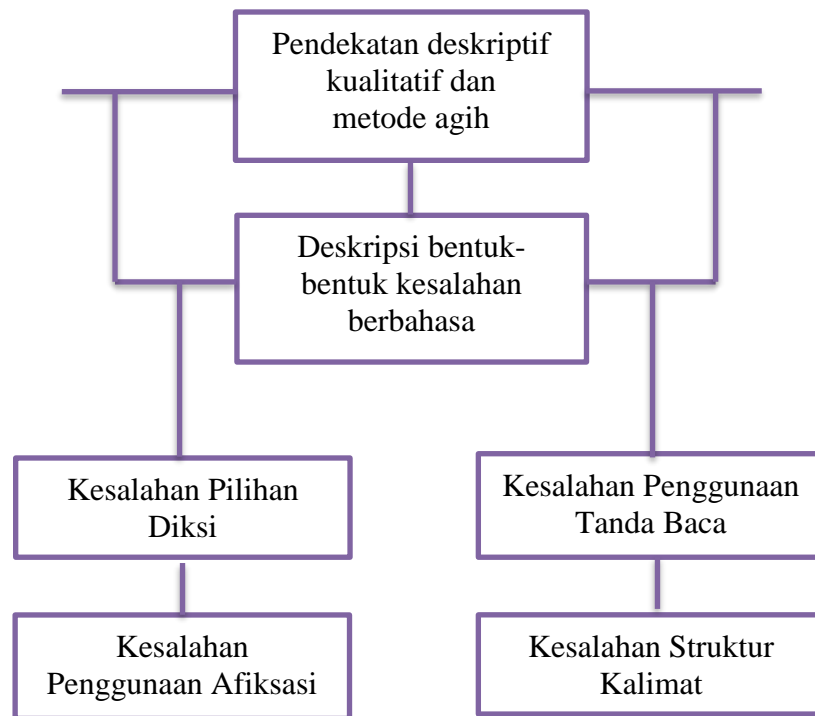 Pendekatan deskriptif
kualitatif dan
metode agih
Deskripsi bentuk-
bentuk kesalahan
berbahasa
Kesalahan Pilihan
Diksi
Kesalahan Penggunaan
Tanda Baca
Kesalahan
Penggunaan Afiksasi
Kesalahan Struktur
Kalimat